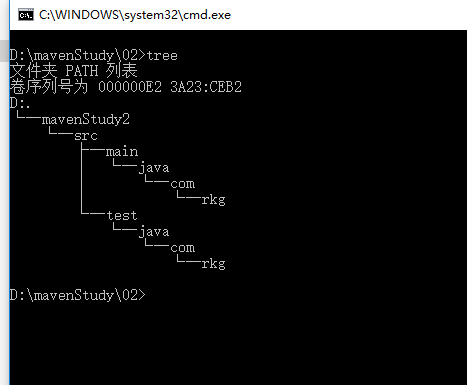 C:\WINDOWS\system32\cmd.exe
D:\mavenStudy\02>tree
文件夹 PATH 列表
卷序列号为 000000E2 3A23:CEB2
D:.
└─mavenStudy2
    └─src
        ├─main
        │  └─java
        │      └─com
        │          └─rkg
        └─test
            └─java
                └─com
                    └─rkg
D:\mavenStudy\02>